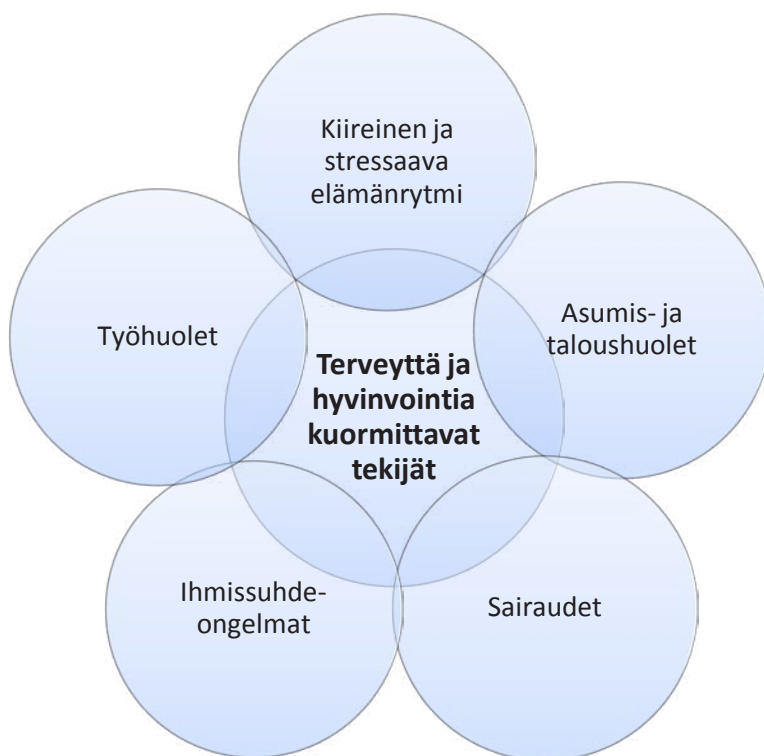 Kiireinen ja
stressaava
elämänrytmi
Asumis- ja
taloushuolet
Työhuolet
Terveyttä ja
hyvinvointia
kuormittavat
tekijät
Ihmissuhde-
ongelmat
Sairaudet